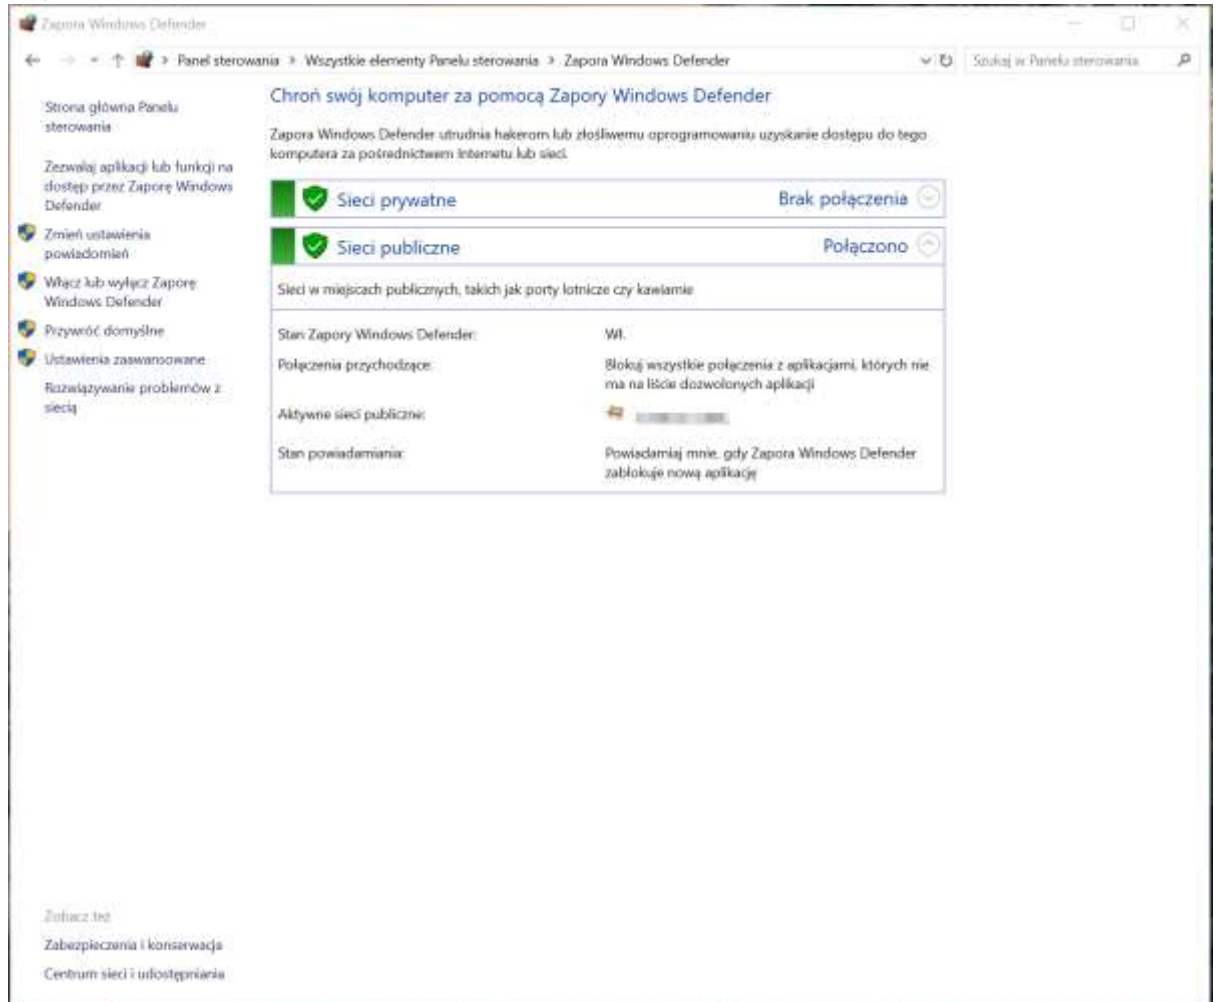 Zapora Windows Defender
Panel sterowania > Wszystkie elementy Panelu sterowania > Zapora Windows Defender
Szukaj w Panelu sterowania
Strona główna Panelu
sterowania
Zezwalaj aplikacji lub funkcji na
dostęp przez Zaporę Windows
Defender
Zmień ustawienia
powiadomień
Włącz lub wyłącz Zaporę
Windows Defender
Przywróć domyślne
Ustawienia zaawansowane
Rozwiązywanie problemów z
siecią
Chroń swój komputer za pomocą Zapory Windows Defender
Zapora Windows Defender utrudnia hakerom lub złośliwemu oprogramowaniu uzyskanie dostępu do tego
komputera za pośrednictwem Internetu lub sieci.
Sieci prywatne Brak połączenia
Sieci publiczne Połączono
Sieci w miejscach publicznych, takich jak porty lotnicze czy kawiarnie
Stan Zapory Windows Defender: Wł.
Połączenia przychodzące: Blokuj wszystkie połączenia z aplikacjami, których nie
ma na liście dozwolonych aplikacji
Aktywne sieci publiczne:
Stan powiadamiania: Powiadamiaj mnie, gdy Zapora Windows Defender
zablokuje nową aplikację
Zobacz też
Zabezpieczenia i konserwacja
Centrum sieci i udostępniania